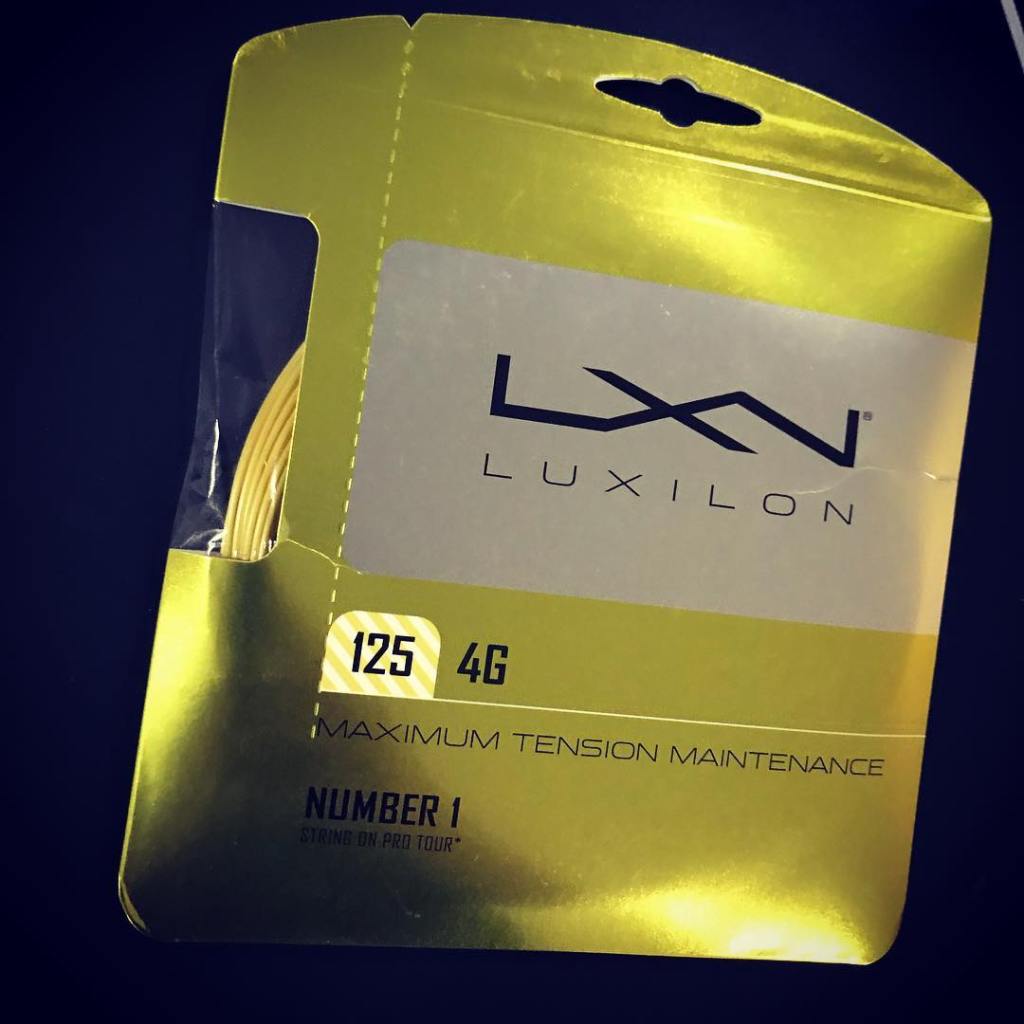 LXN®
LUXILON
125 4G
MAXIMUM TENSION MAINTENANCE
NUMBER 1
STRING ON PRO TOUR*